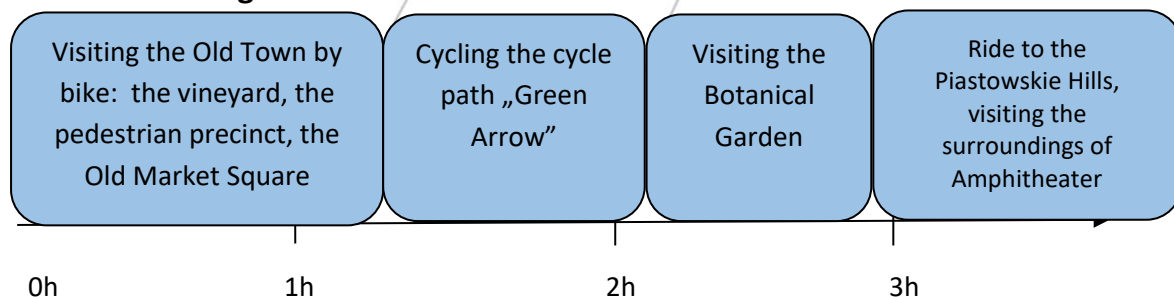 Visiting the Old Town by
bike: the vineyard, the
pedestrian precinct, the
Old Market Square
Cycling the cycle
path „Green
Arrow”
Visiting the
Botanical
Garden
Ride to the
Piastowskie Hills,
visiting the
surroundings of
Amphitheater
0h
1h
2h
3h